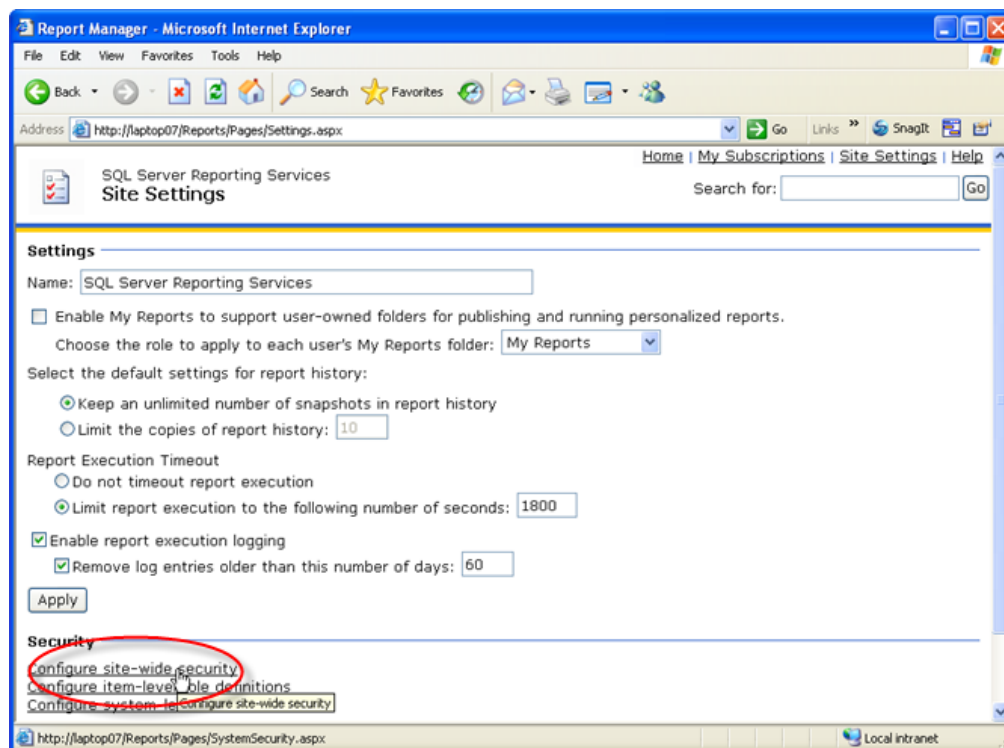 Report Manager - Microsoft Internet Explorer
File Edit View Favorites Tools Help
Back Search Favorites
Address http://laptop07/Reports/Pages/Settings.aspx Go Links » SnagIt
Home | My Subscriptions | Site Settings | Help
SQL Server Reporting Services
Site Settings
Search for: Go
Settings
Name: SQL Server Reporting Services
Enable My Reports to support user-owned folders for publishing and running personalized reports.
Choose the role to apply to each user's My Reports folder: My Reports
Select the default settings for report history:
Keep an unlimited number of snapshots in report history
Limit the copies of report history: 10
Report Execution Timeout
Do not timeout report execution
Limit report execution to the following number of seconds: 1800
Enable report execution logging
Remove log entries older than this number of days: 60
Apply
Security
Configure site-wide security
Configure item-level definitions
Configure system-le
Configure site-wide security
http://laptop07/Reports/Pages/SystemSecurity.aspx Local intranet